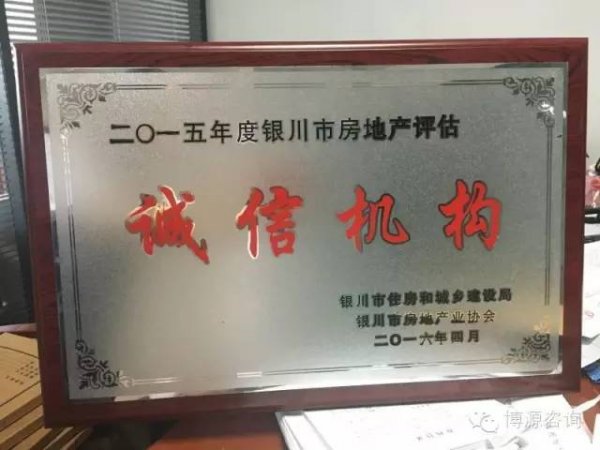 二〇一五年度银川市房地产评估
诚信机构
银川市住房和城乡建设局
银川市房地产业协会
二〇一六年四月
博源咨询